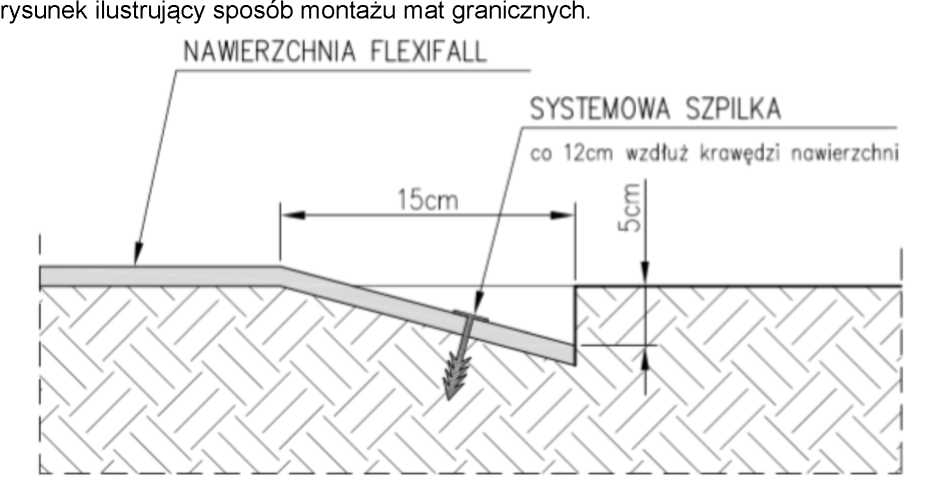 rysunek ilustrujący sposób montażu mat granicznych.
NAWIERZCHNIA FLEXIFALL
SYSTEMOWA SZPILKA
co 12cm wzdłuż krawędzi nawierzchni
15cm
5cm